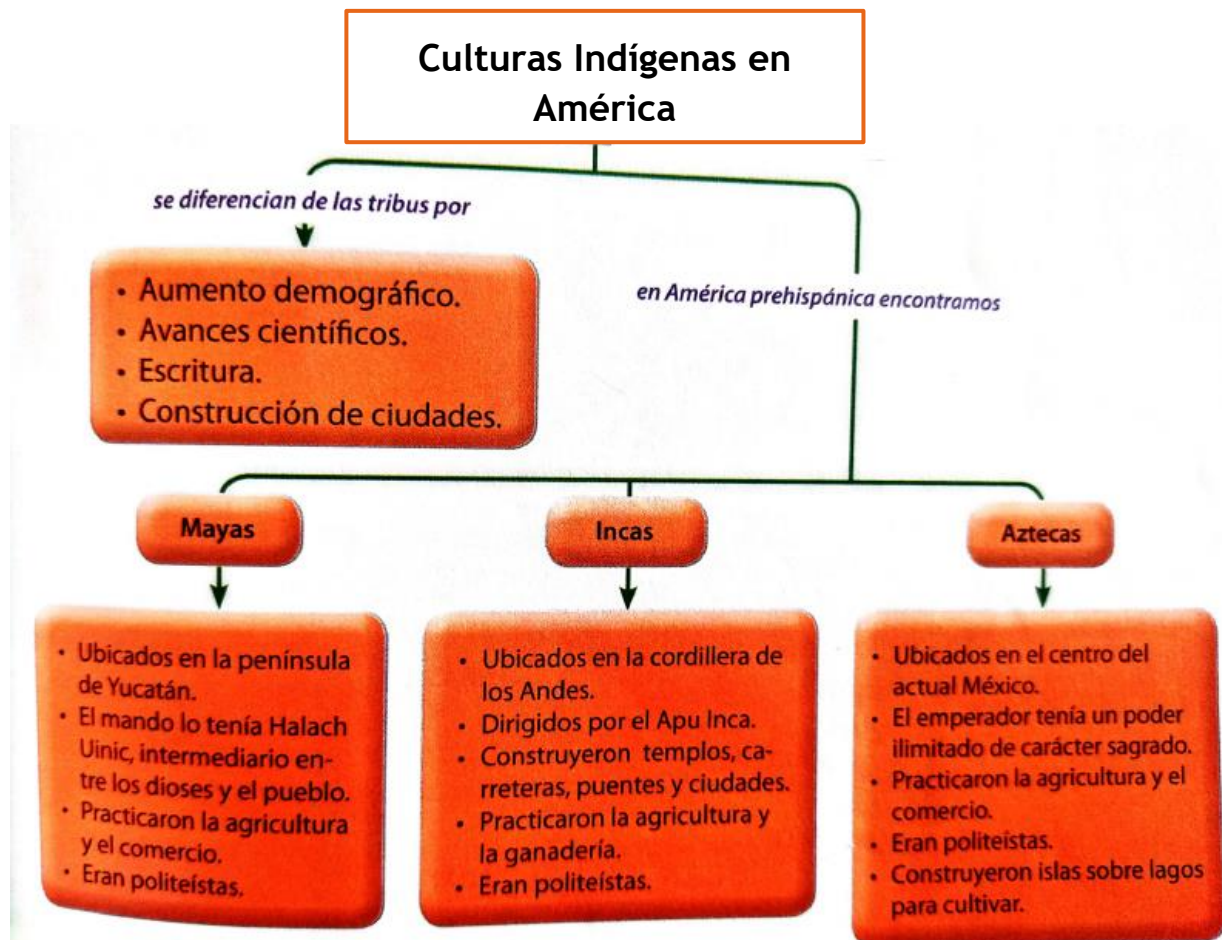 Culturas Indígenas en
América
se diferencian de las tribus por
• Aumento demográfico.
• Avances científicos.
• Escritura.
• Construcción de ciudades.
en América prehispánica encontramos
Mayas
• Ubicados en la península
de Yucatán.
• El mando lo tenía Halach
Uinic, intermediario en-
tre los dioses y el pueblo.
• Practicaron la agricultura
y el comercio.
• Eran politeístas.
Incas
• Ubicados en la cordillera de
los Andes.
• Dirigidos por el Apu Inca.
• Construyeron templos, ca-
rreteras, puentes y ciudades.
• Practicaron la agricultura y
la ganadería.
• Eran politeístas.
Aztecas
• Ubicados en el centro del
actual México.
• El emperador tenía un poder
ilimitado de carácter sagrado.
• Practicaron la agricultura y el
comercio.
• Eran politeístas.
• Construyeron islas sobre lagos
para cultivar.